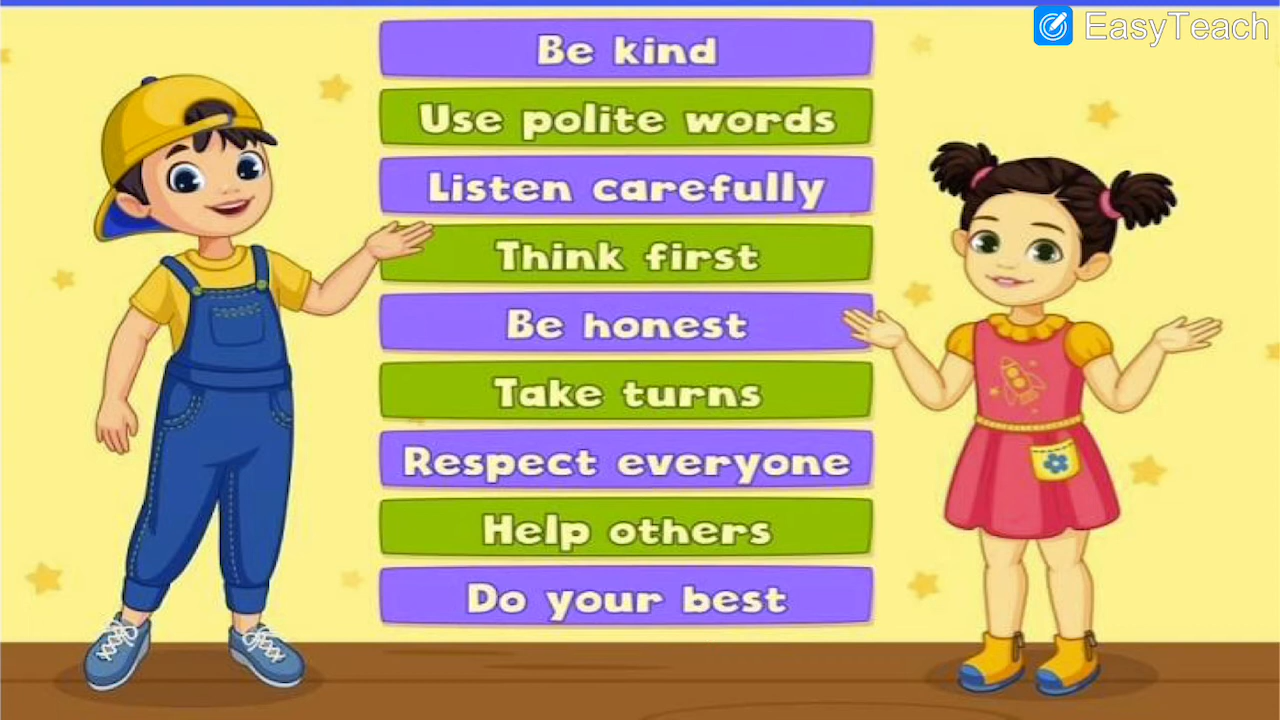 EasyTeach
Be kind
Use polite words
Listen carefully
Think first
Be honest
Take turns
Respect everyone
Help others
Do your best